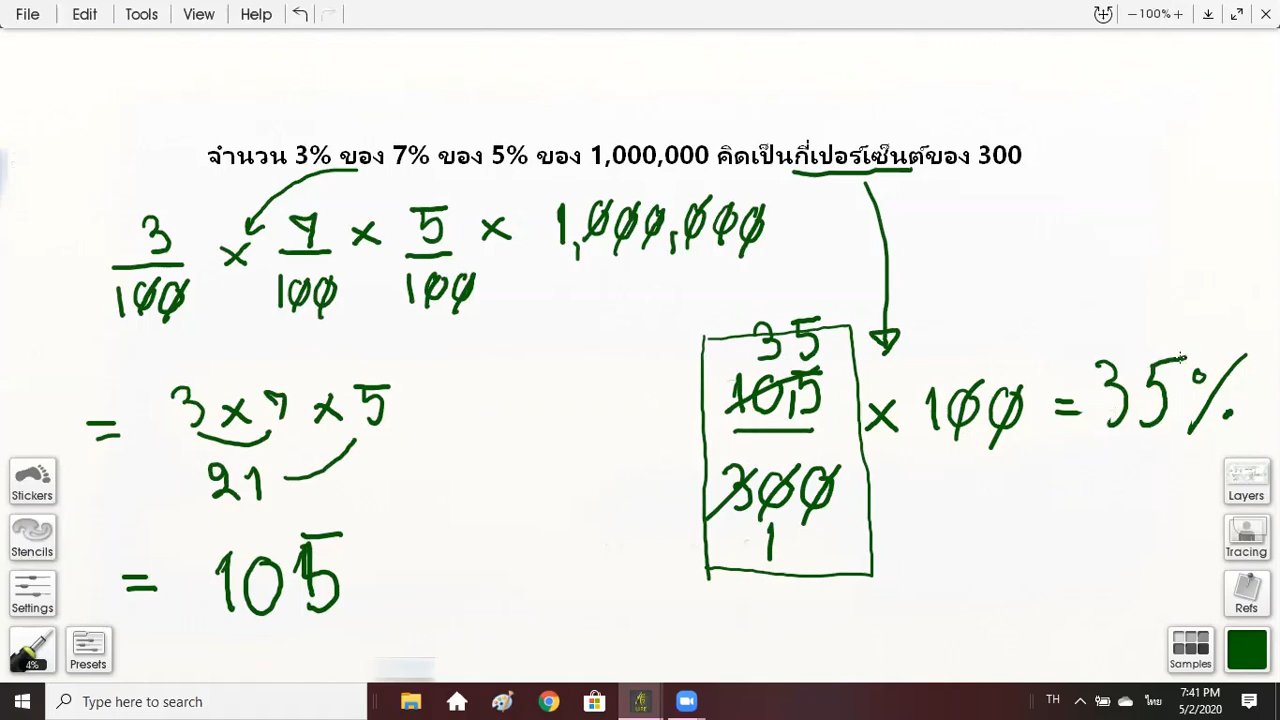 File Edit Tools View Help −100%+
จำนวน 3% ของ 7% ของ 5% ของ 1,000,000 คิดเป็นกี่เปอร์เซ็นต์ของ 300
3/100 × 7/100 × 5/100 × 1,000,000
= 3 × 7 × 5
21
= 105
35
105/300 × 100 = 35%
1
Stickers
Stencils
Settings
4%
Presets
Layers
Tracing
Refs
Samples
Type here to search
TH
ไทย
7:41 PM
5/2/2020